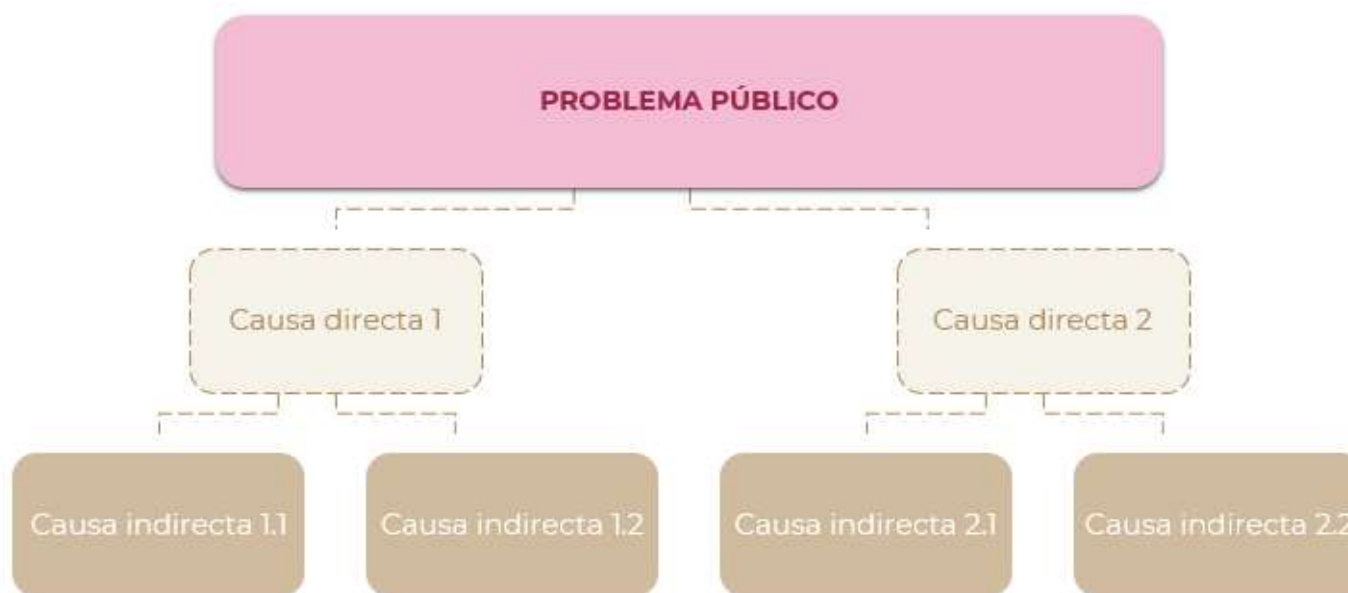 PROBLEMA PÚBLICO
Causa directa 1
Causa directa 2
Causa indirecta 1.1
Causa indirecta 1.2
Causa indirecta 2.1
Causa indirecta 2.2